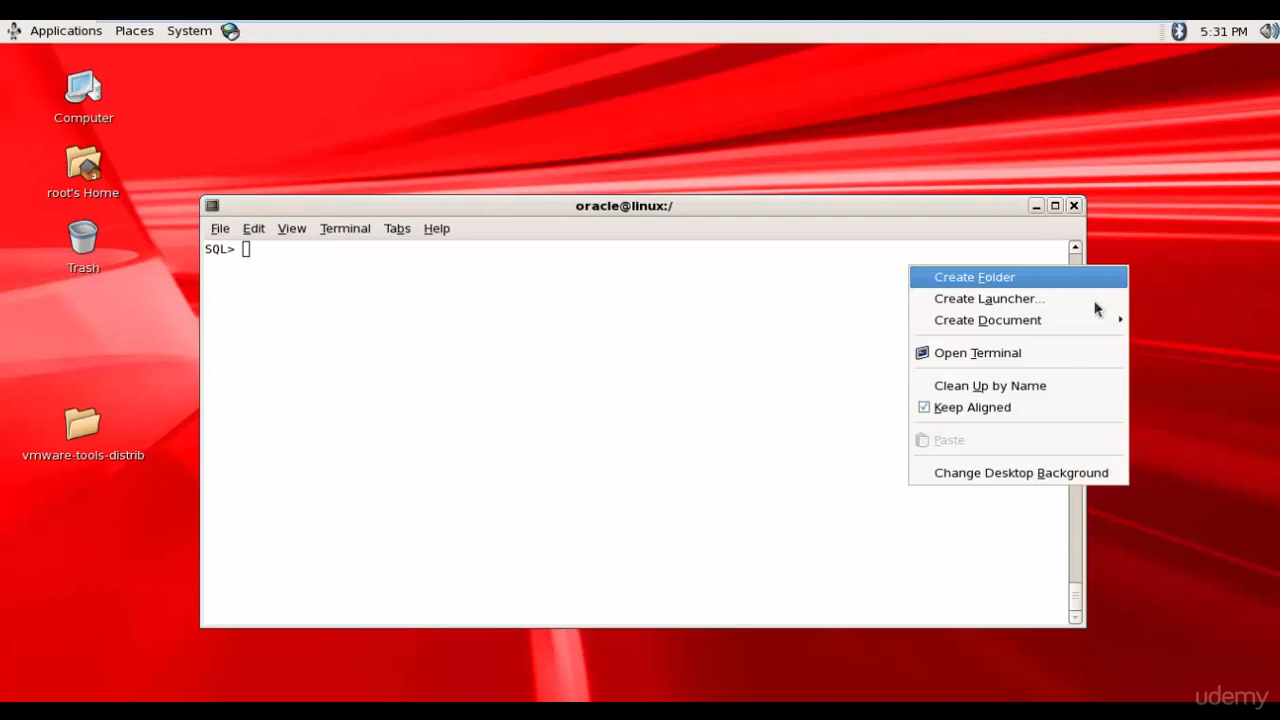 Applications Places System 5:31 PM
Computer
root's Home
Trash
vmware-tools-distrib
oracle@linux:/
File Edit View Terminal Tabs Help
SQL>
Create Folder
Create Launcher...
Create Document
Open Terminal
Clean Up by Name
Keep Aligned
Paste
Change Desktop Background
udemy